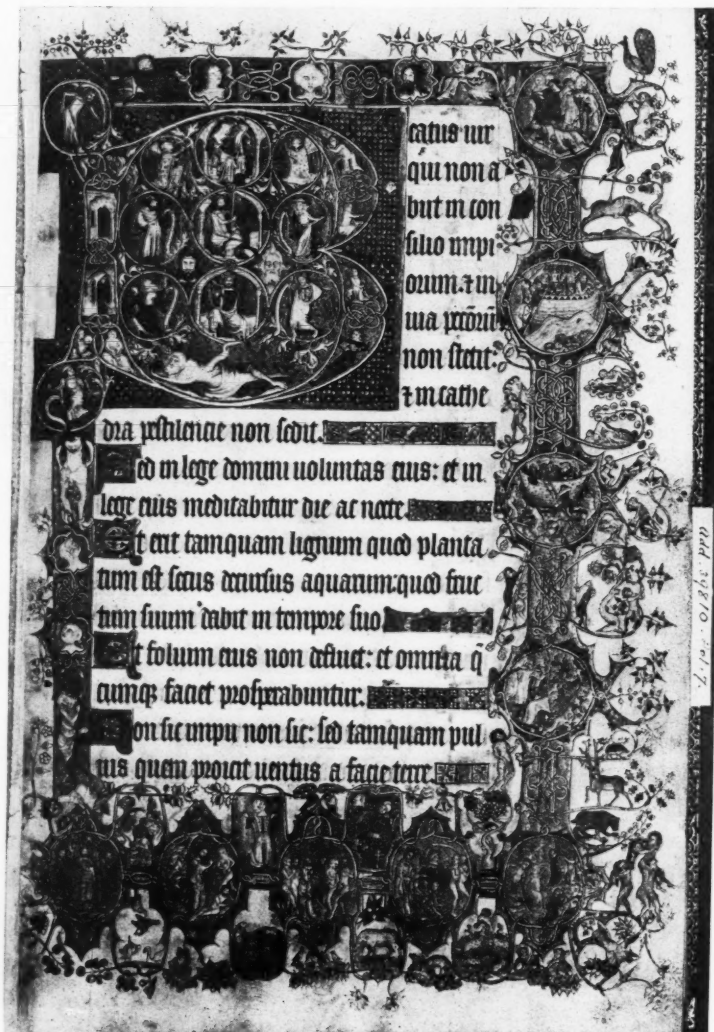 Beatus uir
qui non a
biit in con
silio impi
orum. ⁊ in
uia pctōrū
non stetit:
⁊ in cathe
dra pestilencie non sedit.
Sed in lege domini uoluntas eius: et in
lege eius meditabitur die ac nocte.
Et erit tamquam lignum quod planta
tum est secus decursus aquarum: quod fruc
tum suum dabit in tempore suo.
Et folium eius non defluet: et omnia q̄
cumqꝫ faciet prosperabuntur.
Non sic impii non sic: sed tamquam pul
uis quem proicit uentus a facie terre.
Add. 39810. fol. 7.